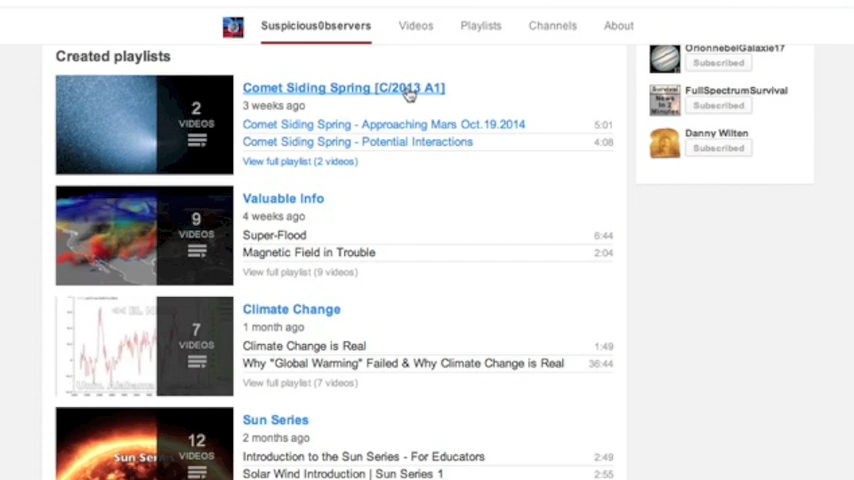 Suspicious0bservers Videos Playlists Channels About
Created playlists
2
VIDEOS
Comet Siding Spring [C/2013 A1]
3 weeks ago
Comet Siding Spring - Approaching Mars Oct.19.2014 5:01
Comet Siding Spring - Potential Interactions 4:08
View full playlist (2 videos)
9
VIDEOS
Valuable Info
4 weeks ago
Super-Flood 6:44
Magnetic Field in Trouble 2:04
View full playlist (9 videos)
7
VIDEOS
Climate Change
1 month ago
Climate Change is Real 1:49
Why "Global Warming" Failed & Why Climate Change is Real 36:44
View full playlist (7 videos)
12
VIDEOS
Sun Series
2 months ago
Introduction to the Sun Series - For Educators 2:49
Solar Wind Introduction | Sun Series 1 2:55
OrionnebelGalaxie17
Subscribed
FullSpectrumSurvival
Subscribed
Danny Wilten
Subscribed